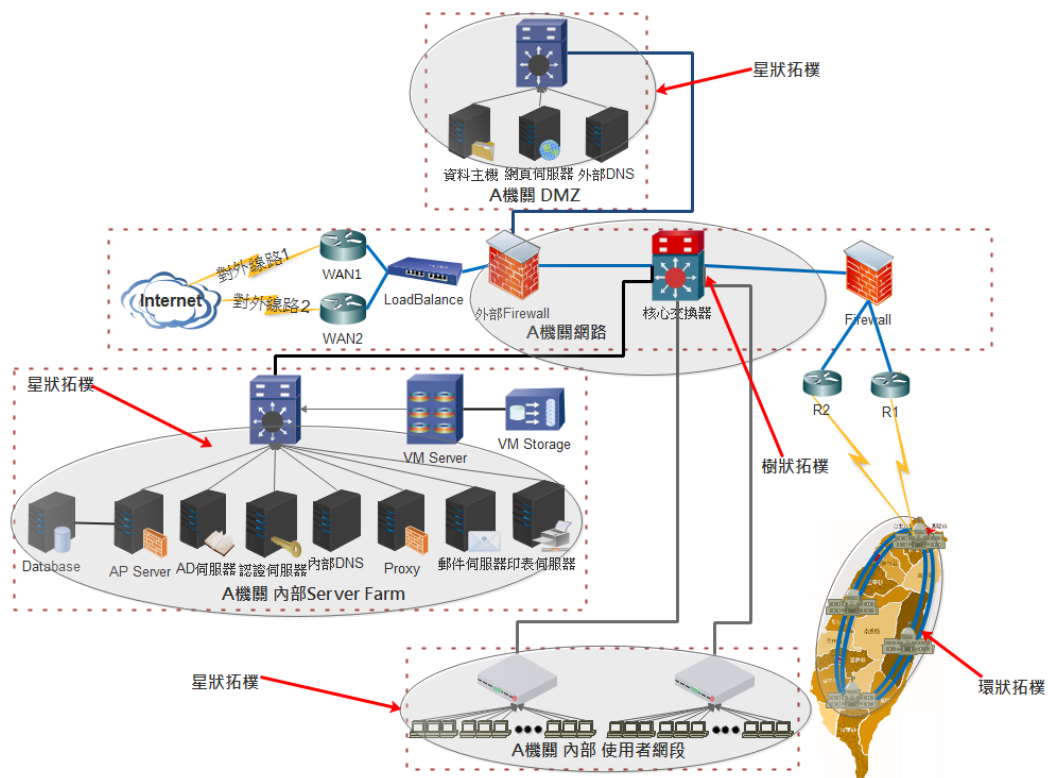 星狀拓樸
資料主機 網頁伺服器 外部DNS
A機關 DMZ
對外線路1
WAN1
Internet
對外線路2
WAN2
LoadBalance
外部Firewall
核心交換器
A機關網路
Firewall
R2
R1
星狀拓樸
VM Server
VM Storage
樹狀拓樸
Database
AP Server
AD伺服器
認證伺服器
內部DNS
Proxy
郵件伺服器
印表伺服器
A機關 內部Server Farm
星狀拓樸
A機關 內部 使用者網段
環狀拓樸